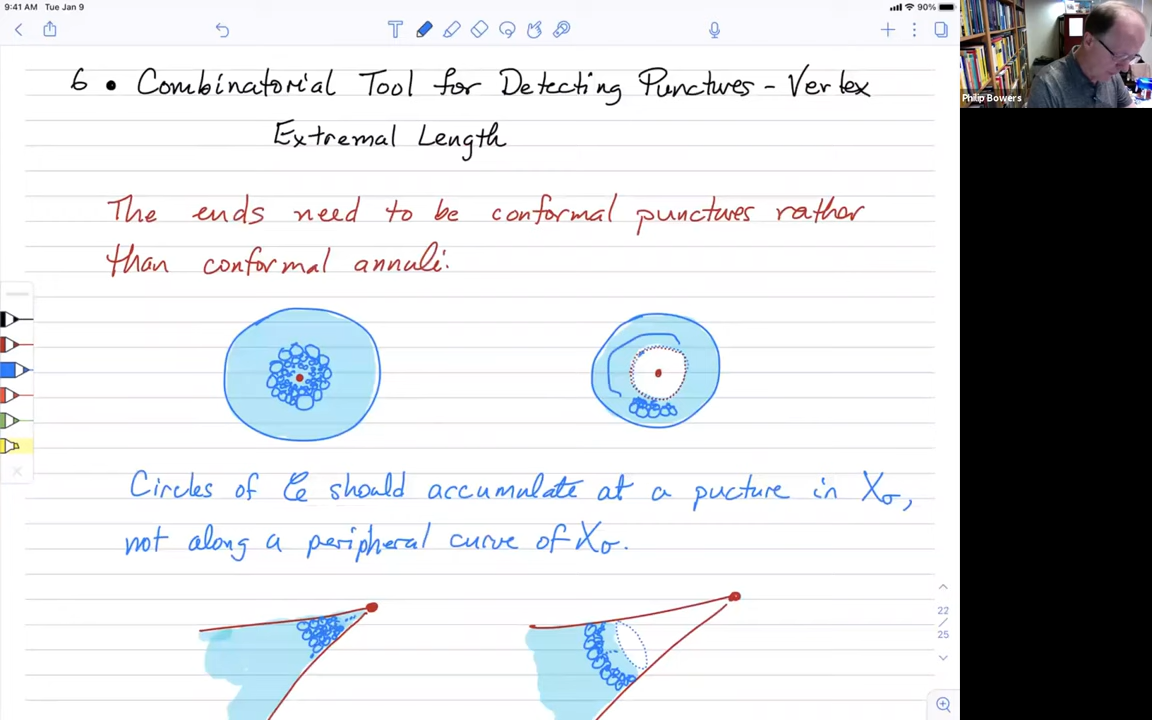 9:41 AM Tue Jan 9
90%
6 • Combinatorial Tool for Detecting Punctures - Vertex
Extremal Length
Philip Bowers
The ends need to be conformal punctures rather
than conformal annuli.
Circles of 𝒞 should accumulate at a pucture in Xσ,
not along a peripheral curve of Xσ.
22
/
25